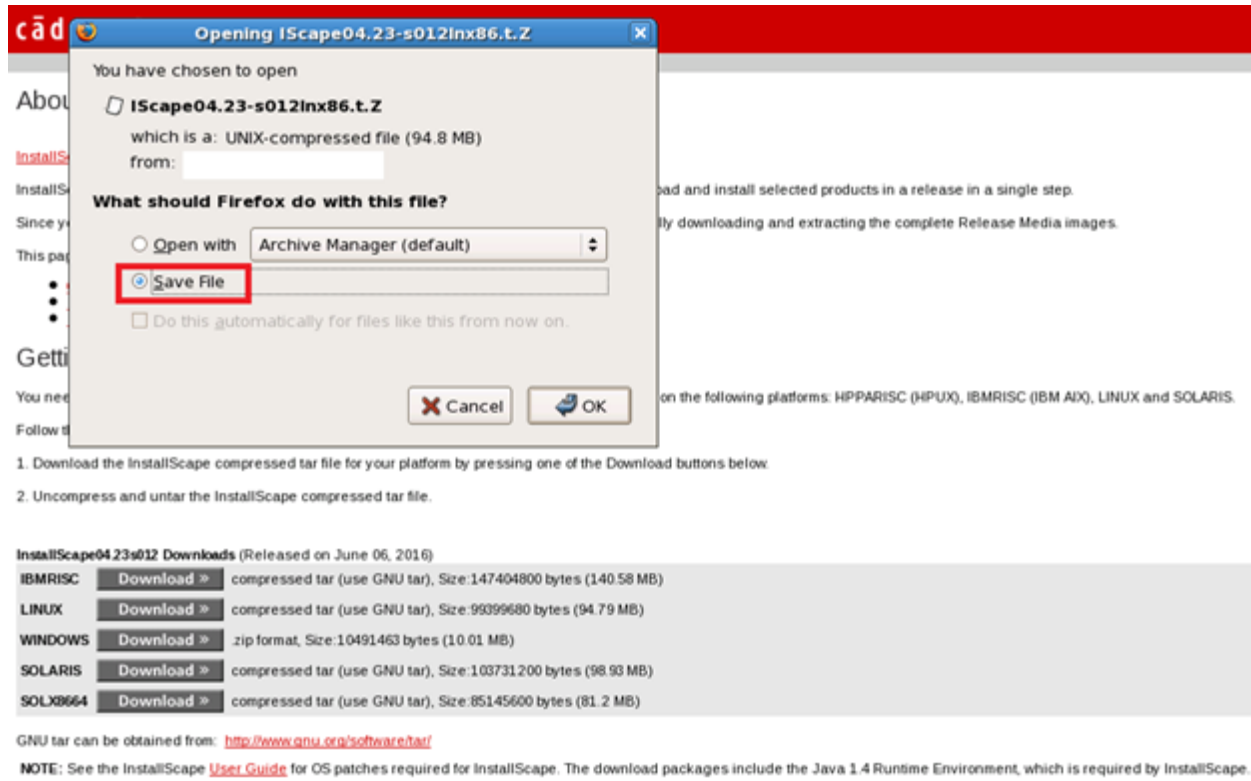 cād
Opening IScape04.23-s012lnx86.t.Z
You have chosen to open
IScape04.23-s012lnx86.t.Z
which is a: UNIX-compressed file (94.8 MB)
from:
What should Firefox do with this file?
Open with Archive Manager (default)
Save File
Do this automatically for files like this from now on.
Cancel OK
Abou
InstallS
InstallS ad and install selected products in a release in a single step.
Since y lly downloading and extracting the complete Release Media images.
This pag
Getti
You nee on the following platforms: HPPARISC (HPUX), IBMRISC (IBM AIX), LINUX and SOLARIS.
Follow t
1. Download the InstallScape compressed tar file for your platform by pressing one of the Download buttons below.
2. Uncompress and untar the InstallScape compressed tar file.
InstallScape04.23s012 Downloads (Released on June 06, 2016)
IBMRISC Download » compressed tar (use GNU tar), Size:147404800 bytes (140.58 MB)
LINUX Download » compressed tar (use GNU tar), Size:99399680 bytes (94.79 MB)
WINDOWS Download » .zip format, Size:10491463 bytes (10.01 MB)
SOLARIS Download » compressed tar (use GNU tar), Size:103731200 bytes (98.93 MB)
SOLX8664 Download » compressed tar (use GNU tar), Size:85145600 bytes (81.2 MB)
GNU tar can be obtained from: http://www.gnu.org/software/tar/
NOTE: See the InstallScape User Guide for OS patches required for InstallScape. The download packages include the Java 1.4 Runtime Environment, which is required by InstallScape.